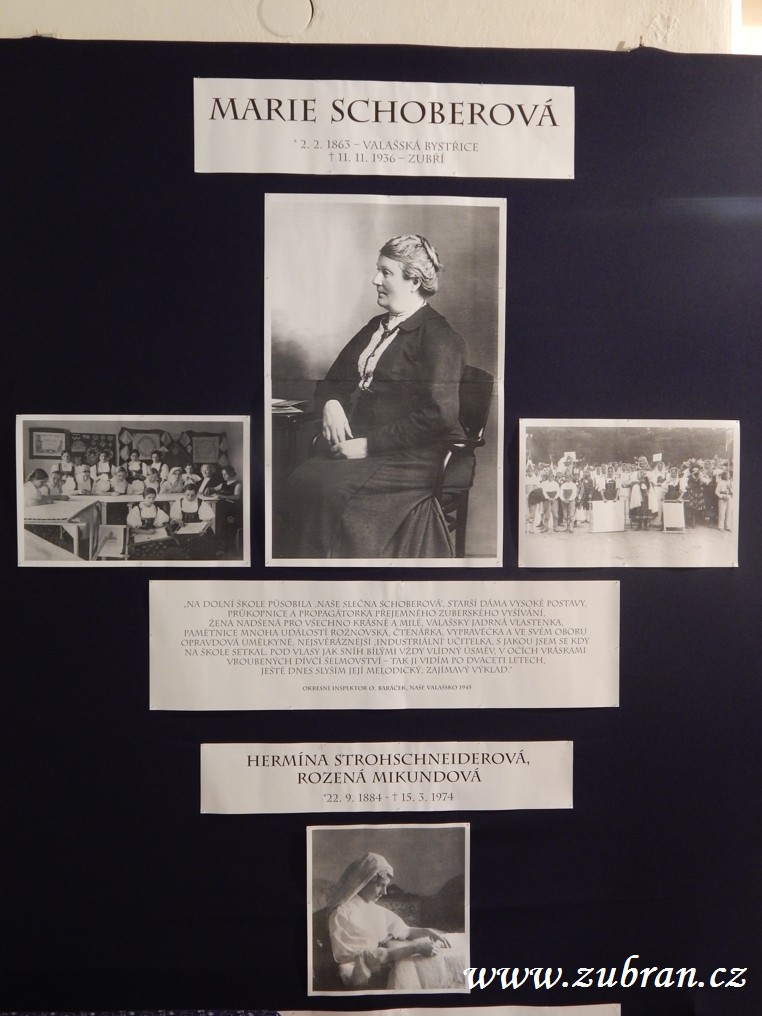 MARIE SCHOBEROVÁ
* 2. 2. 1863 – VALAŠSKÁ BYSTŘICE
† 11. 11. 1936 – ZUBŘÍ
„NA DOLNÍ ŠKOLE PŮSOBILA ‚NAŠE SLEČNA SCHOBEROVÁ‘, STARŠÍ DÁMA VYSOKÉ POSTAVY.
PRŮKOPNICE A PROPAGÁTORKA PŘEJEMNÉHO ZUBERSKÉHO VYŠÍVÁNÍ,
ŽENA NADŠENÁ PRO VŠECHNO KRÁSNÉ A MILÉ, VALAŠSKY JADRNÁ VLASTENKA,
PAMĚTNICE MNOHA UDÁLOSTÍ ROŽNOVSKA, ČTENÁŘKA, VYPRAVĚČKA A VE SVÉM OBORU
OPRAVDOVÁ UMĚLKYNĚ, NEJSVÉRÁZNĚJŠÍ ‚INDUSTRIÁLNÍ‘ UČITELKA, S JAKOU JSEM SE KDY
NA ŠKOLE SETKAL. POD VLASY JAK SNÍH BÍLÝMI VŽDY VLÍDNÝ ÚSMĚV, V OČÍCH VRÁSKAMI
VROUBENÝCH DÍVČÍ ŠELMOVSTVÍ – TAK JI VIDÍM PO DVACETI LETECH,
JEŠTĚ DNES SLYŠÍM JEJÍ MELODICKÝ, ZAJÍMAVÝ VÝKLAD.“
OKRESNÍ INSPEKTOR O. BARÁČEK, NAŠE VALAŠSKO 1945
HERMÍNA STROHSCHNEIDEROVÁ,
ROZENÁ MIKUNDOVÁ
*22. 9. 1884 - † 15. 3. 1974
www.zubran.cz